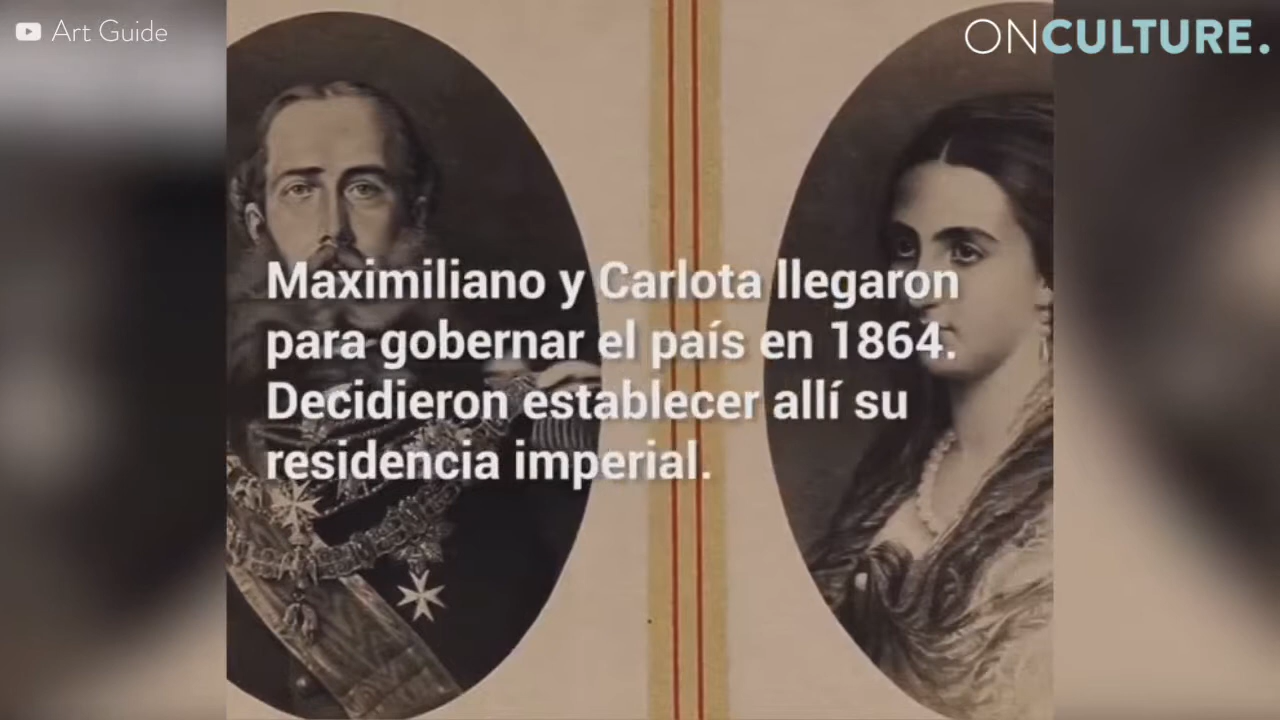 Art Guide
ONCULTURE.
Maximiliano y Carlota llegaron
para gobernar el país en 1864.
Decidieron establecer allí su
residencia imperial.